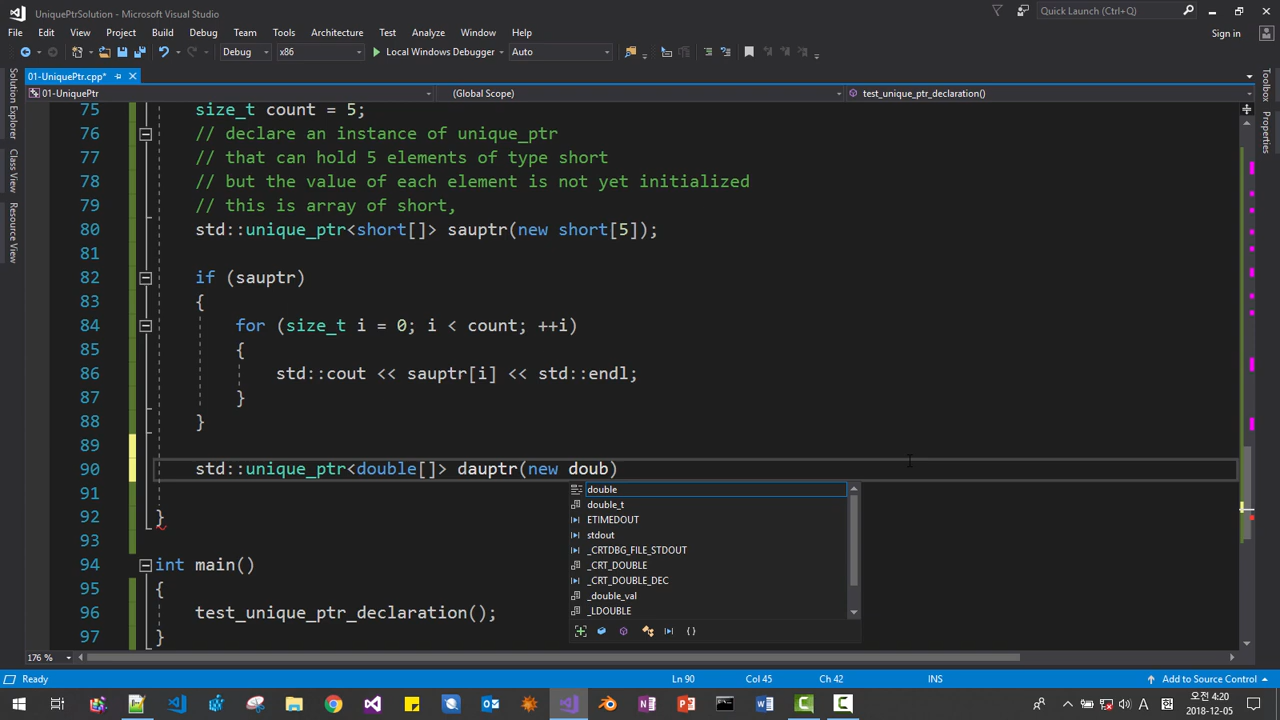 UniquePtrSolution - Microsoft Visual Studio
Quick Launch (Ctrl+Q)
File Edit View Project Build Debug Team Tools Architecture Test Analyze Window Help
Sign in
Debug x86 Local Windows Debugger Auto
01-UniquePtr.cpp*
01-UniquePtr (Global Scope) test_unique_ptr_declaration()
Solution Explorer
Class View
Resource View
Toolbox
Properties
75 size_t count = 5;
76 // declare an instance of unique_ptr
77 // that can hold 5 elements of type short
78 // but the value of each element is not yet initialized
79 // this is array of short,
80 std::unique_ptr<short[]> sauptr(new short[5]);
81
82 if (sauptr)
83 {
84 for (size_t i = 0; i < count; ++i)
85 {
86 std::cout << sauptr[i] << std::endl;
87 }
88 }
89
90 std::unique_ptr<double[]> dauptr(new doub)
double
91
double_t
92 }
ETIMEDOUT
stdout
93
_CRTDBG_FILE_STDOUT
94 int main()
_CRT_DOUBLE
_CRT_DOUBLE_DEC
95 {
_double_val
96 test_unique_ptr_declaration();
_LDOUBLE
97 }
{ }
176 %
Ready Ln 90 Col 45 Ch 42 INS Add to Source Control
A 오전 4:20
2018-12-05